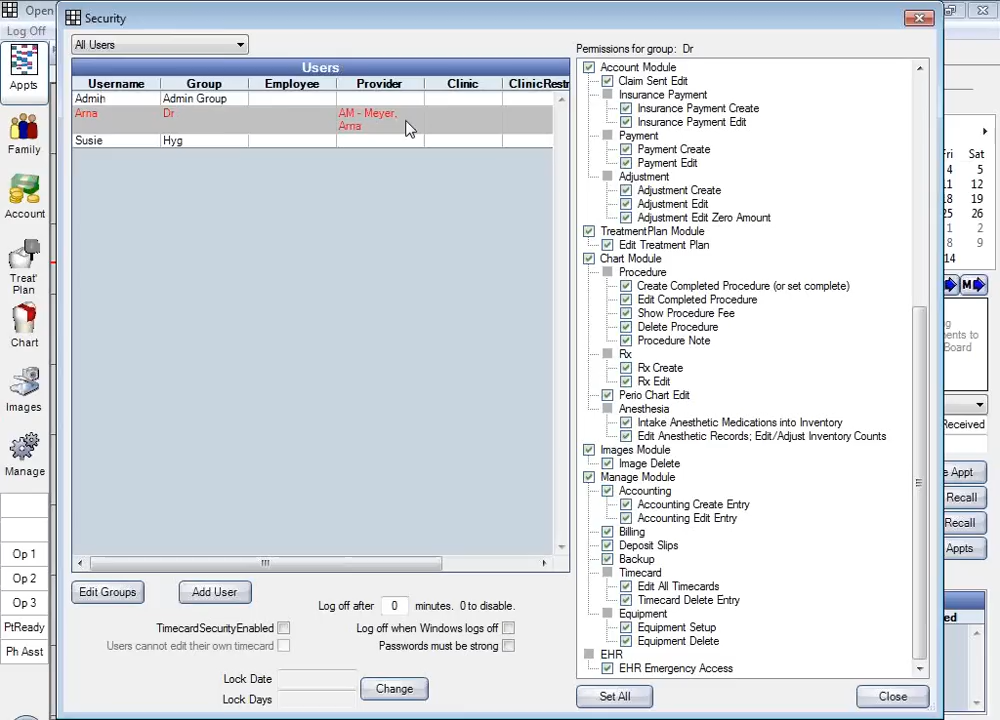 Open
Security
Log Off
All Users
Permissions for group: Dr
Users
Username Group Employee Provider Clinic ClinicRestr
Admin Admin Group
Arna Dr AM - Meyer, Arna
Susie Hyg
Appts
Family
Account
Treat' Plan
Chart
Images
Manage
Op 1
Op 2
Op 3
PtReady
Ph Asst
Account Module
Claim Sent Edit
Insurance Payment
Insurance Payment Create
Insurance Payment Edit
Payment
Payment Create
Payment Edit
Adjustment
Adjustment Create
Adjustment Edit
Adjustment Edit Zero Amount
TreatmentPlan Module
Edit Treatment Plan
Chart Module
Procedure
Create Completed Procedure (or set complete)
Edit Completed Procedure
Show Procedure Fee
Delete Procedure
Procedure Note
Rx
Rx Create
Rx Edit
Perio Chart Edit
Anesthesia
Intake Anesthetic Medications into Inventory
Edit Anesthetic Records; Edit/Adjust Inventory Counts
Images Module
Image Delete
Manage Module
Accounting
Accounting Create Entry
Accounting Edit Entry
Billing
Deposit Slips
Backup
Timecard
Edit All Timecards
Timecard Delete Entry
Equipment
Equipment Setup
Equipment Delete
EHR
EHR Emergency Access
Edit Groups
Add User
Log off after 0 minutes. 0 to disable.
TimecardSecurityEnabled
Log off when Windows logs off
Users cannot edit their own timecard
Passwords must be strong
Lock Date
Lock Days
Change
Set All
Close
Fri Sat
4 5
11 12
18 19
25 26
1 2
8 9
14
M
ng
ments to
Board
Received
e Appt
Recall
Recall
Appts
ed